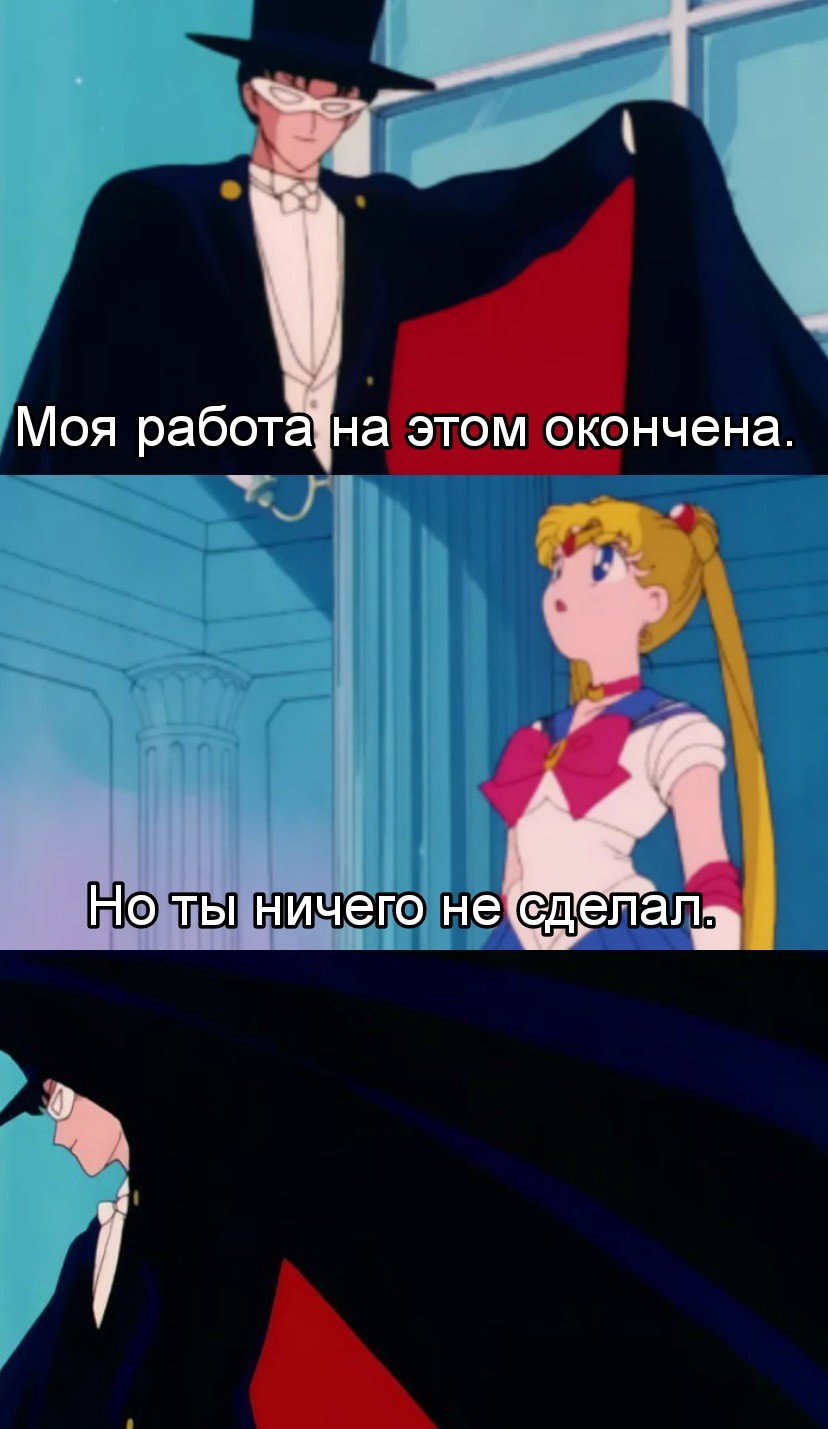 Моя работа на этом окончена.
Но ты ничего не сделал.